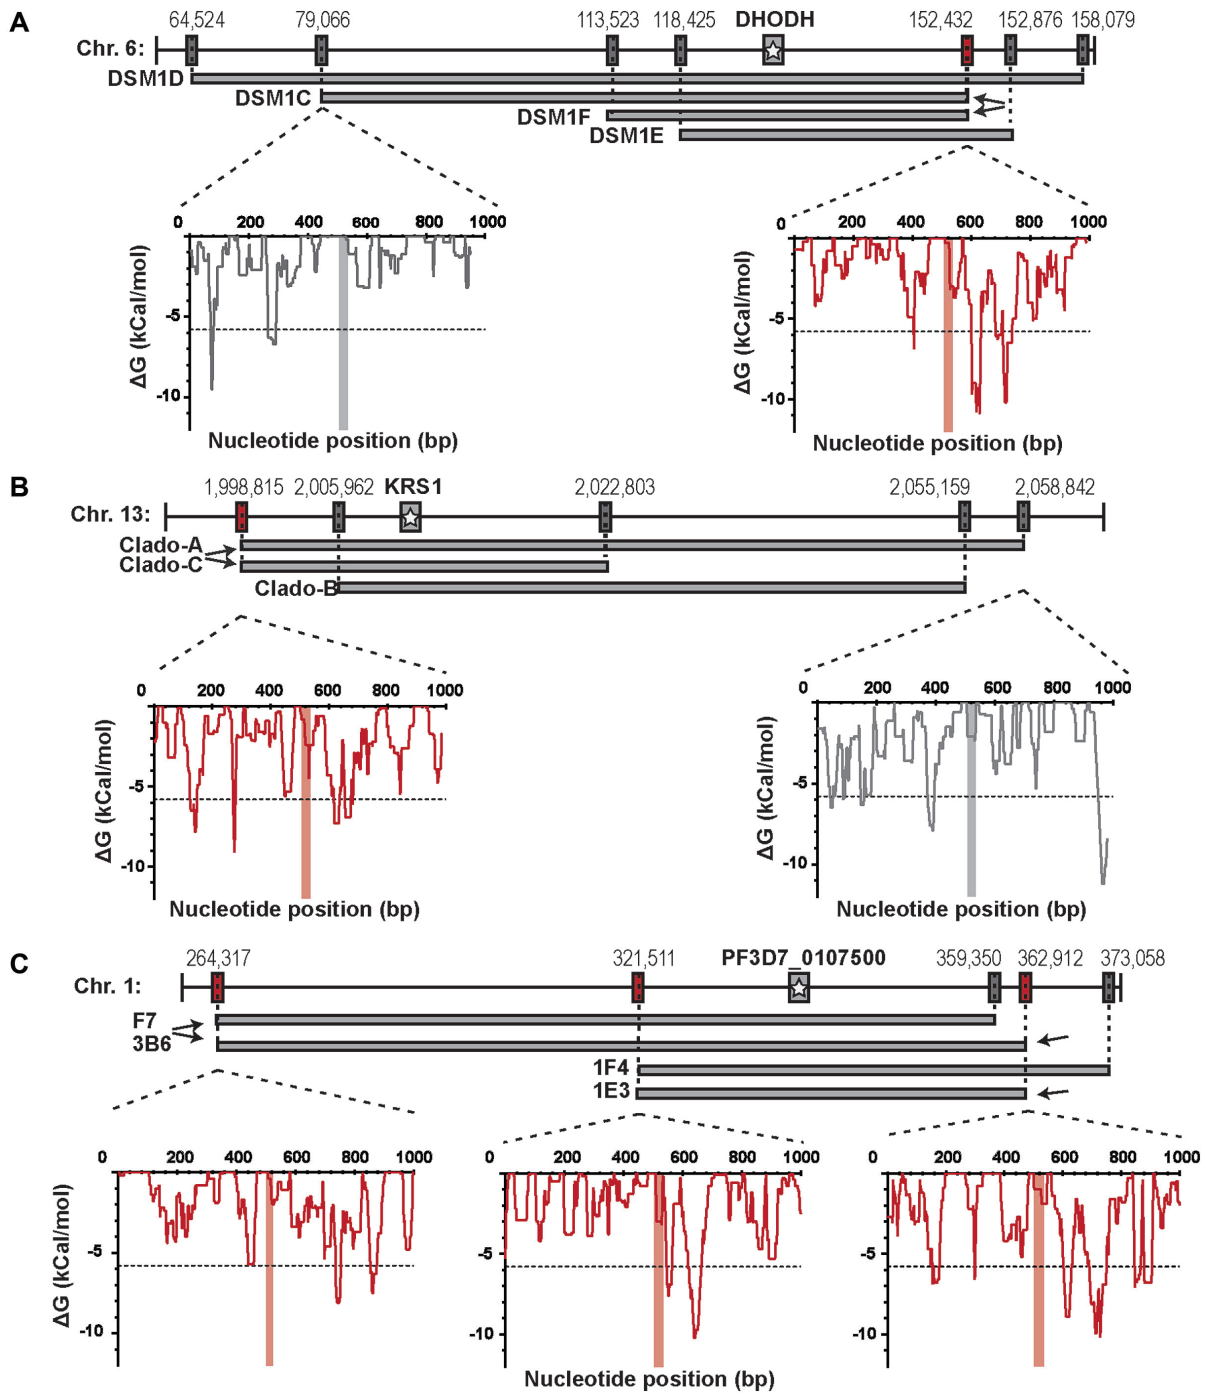 A
64,524 79,066 113,523 118,425 DHODH 152,432 152,876 158,079
Chr. 6:
DSM1D
DSM1C
DSM1F
DSM1E
0 200 400 600 800 1000
-5
-10
ΔG (kCal/mol)
Nucleotide position (bp)
0 200 400 600 800 1000
-5
-10
ΔG (kCal/mol)
Nucleotide position (bp)
B
1,998,815 2,005,962 KRS1 2,022,803 2,055,159 2,058,842
Chr. 13:
Clado-A
Clado-C
Clado-B
0 200 400 600 800 1000
-5
-10
ΔG (kCal/mol)
Nucleotide position (bp)
0 200 400 600 800 1000
-5
-10
ΔG (kCal/mol)
Nucleotide position (bp)
C
264,317 321,511 PF3D7_0107500 359,350 362,912 373,058
Chr. 1:
F7
3B6
1F4
1E3
0 200 400 600 800 1000
-5
-10
ΔG (kCal/mol)
0 200 400 600 800 1000
-5
-10
0 200 400 600 800 1000
-5
-10
Nucleotide position (bp)